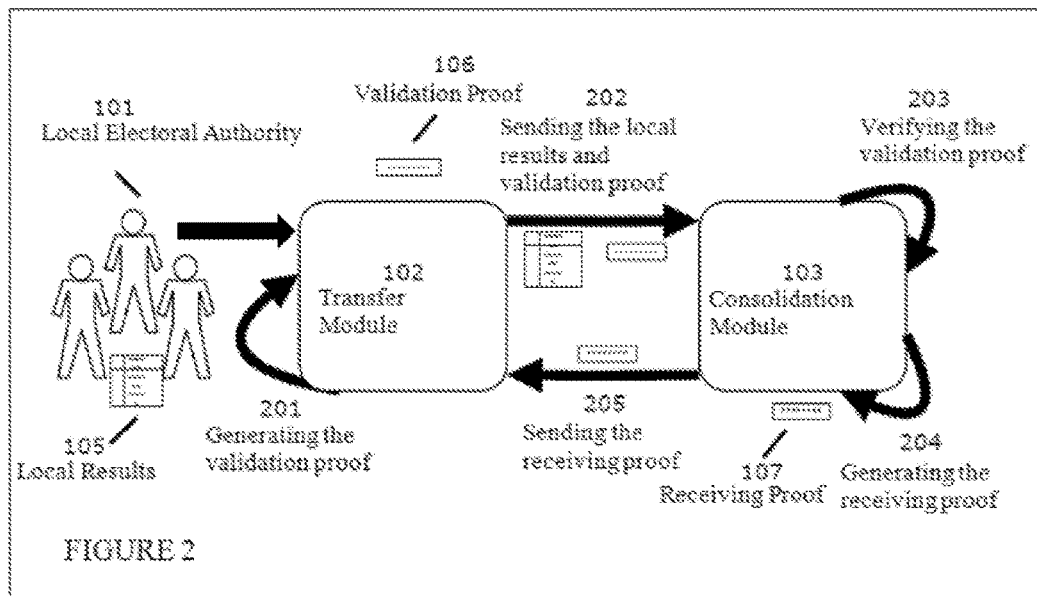 106
Validation Proof
101
Local Electoral Authority
202
Sending the local
results and
validation proof
203
Verifying the
validation proof
102
Transfer
Module
103
Consolidation
Module
201
Generating the
validation proof
105
Local Results
205
Sending the
receiving proof
107
Receiving Proof
204
Generating the
receiving proof
FIGURE 2